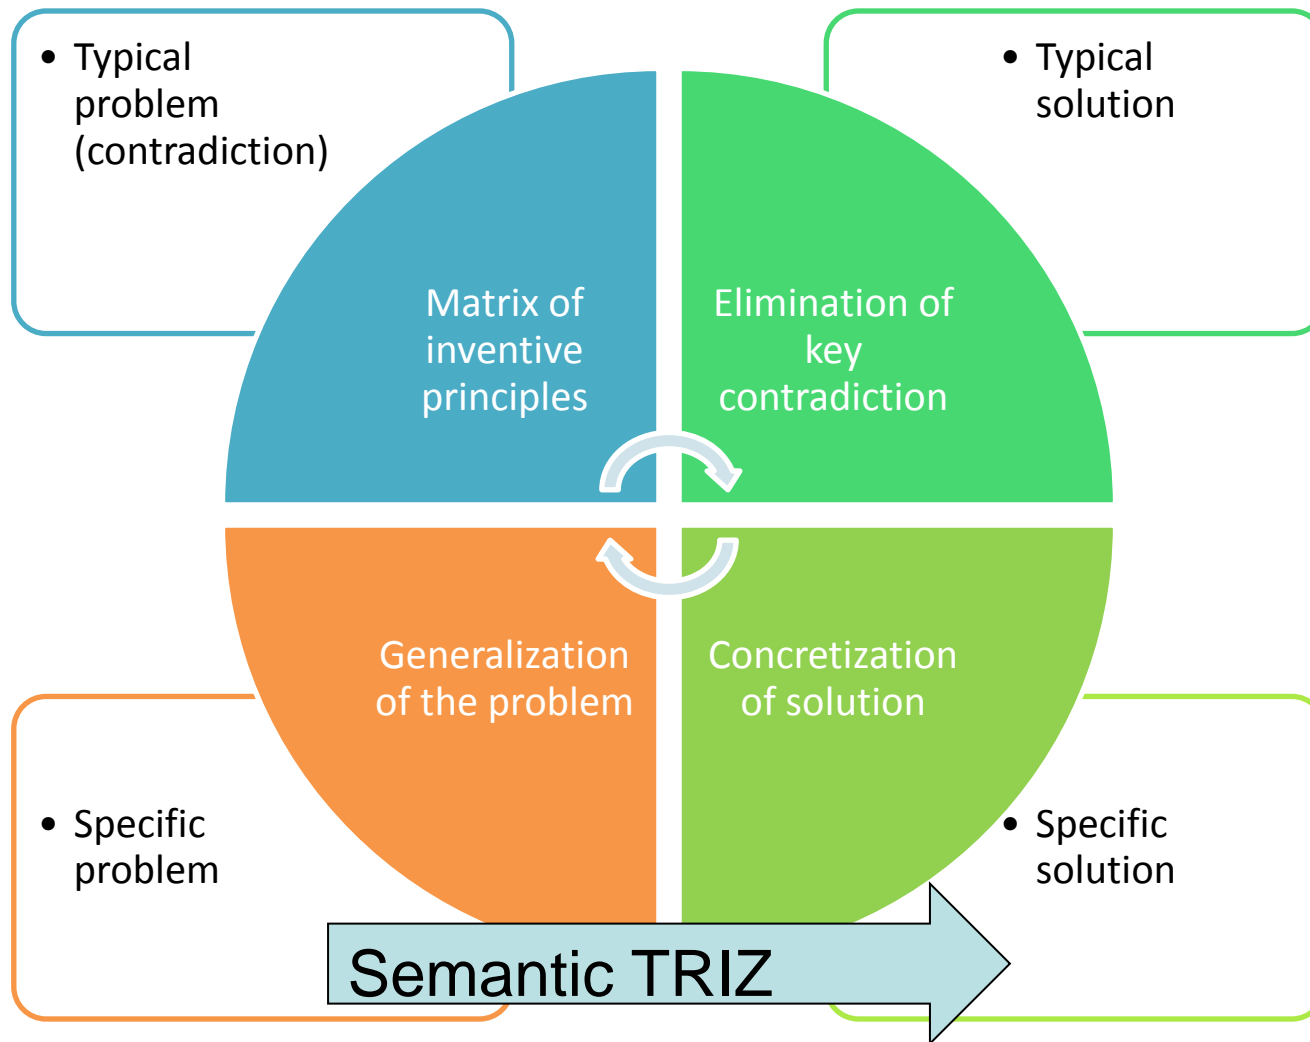 • Typical
problem
(contradiction)
• Typical
solution
Matrix of
inventive
principles
Elimination of
key
contradiction
Generalization
of the problem
Concretization
of solution
• Specific
problem
• Specific
solution
Semantic TRIZ